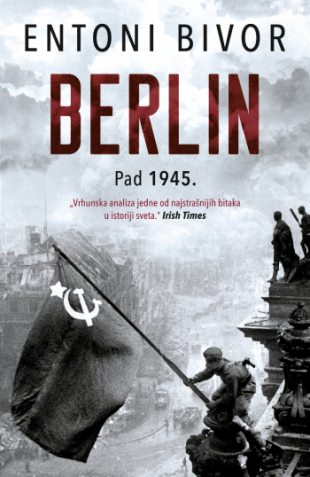 ENTONI BIVOR
BERLIN
Pad 1945.
„Vrhunska analiza jedne od najstrašnijih bitaka
u istoriji sveta.“ Irish Times